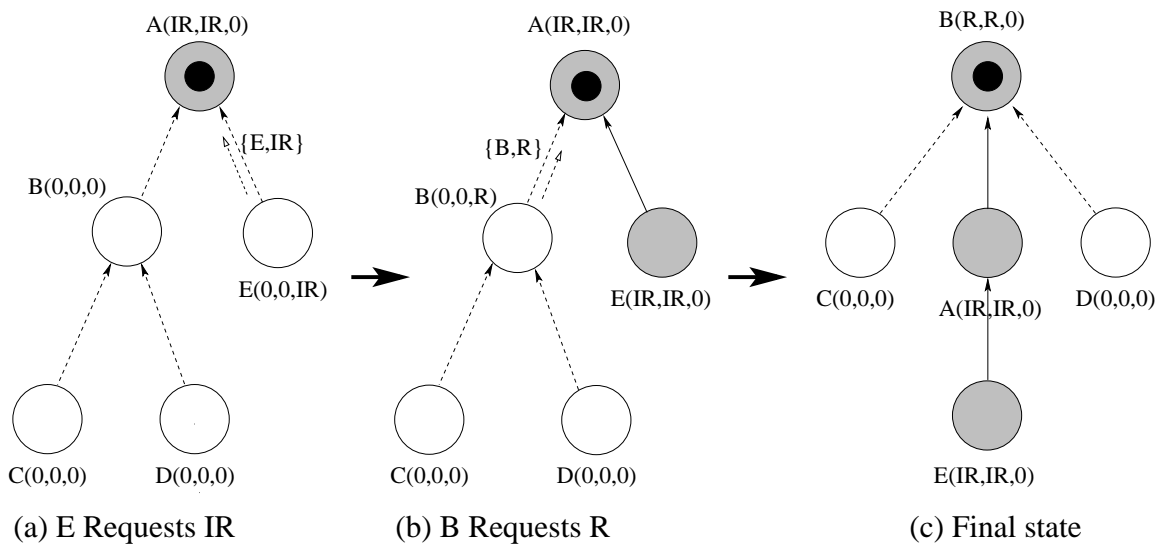 A(IR,IR,0)
{E,IR}
B(0,0,0)
E(0,0,IR)
C(0,0,0)
D(0,0,0)
(a) E Requests IR
A(IR,IR,0)
{B,R}
B(0,0,R)
E(IR,IR,0)
C(0,0,0)
D(0,0,0)
(b) B Requests R
B(R,R,0)
C(0,0,0)
A(IR,IR,0)
D(0,0,0)
E(IR,IR,0)
(c) Final state